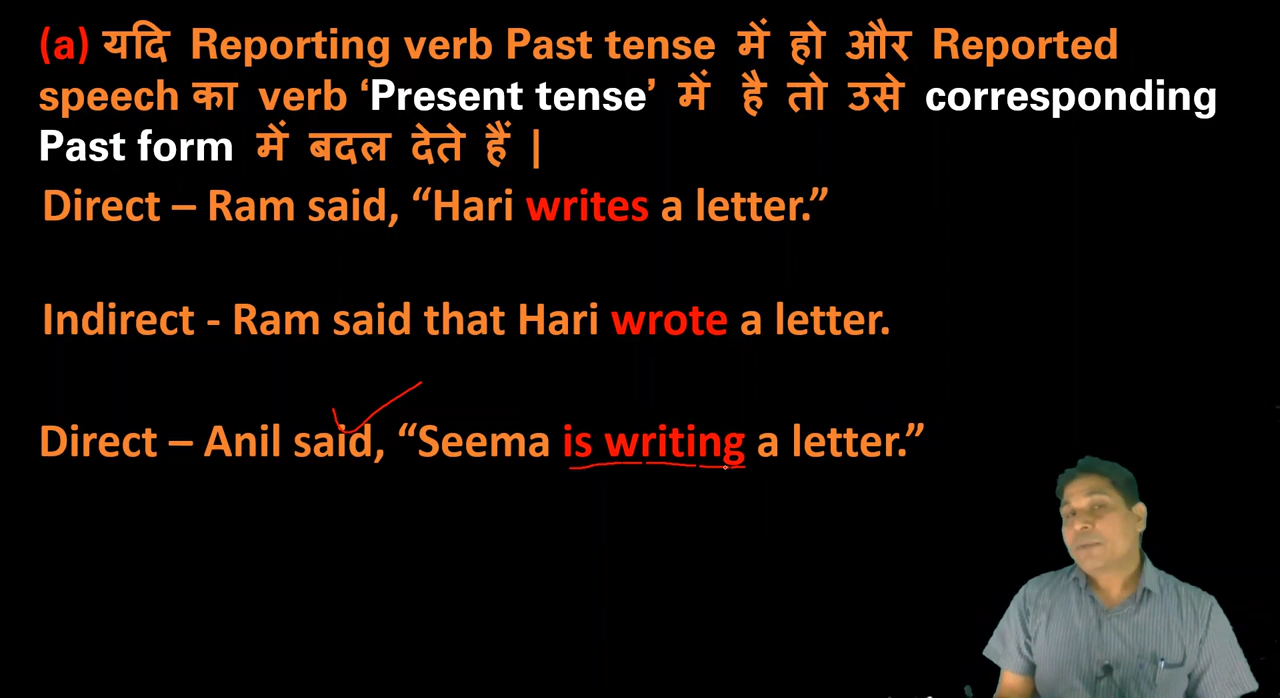 (a) यदि Reporting verb Past tense में हो और Reported
speech का verb ‘Present tense’ में है तो उसे corresponding
Past form में बदल देते हैं |
Direct – Ram said, “Hari writes a letter.”
Indirect - Ram said that Hari wrote a letter.
Direct – Anil said, “Seema is writing a letter.”